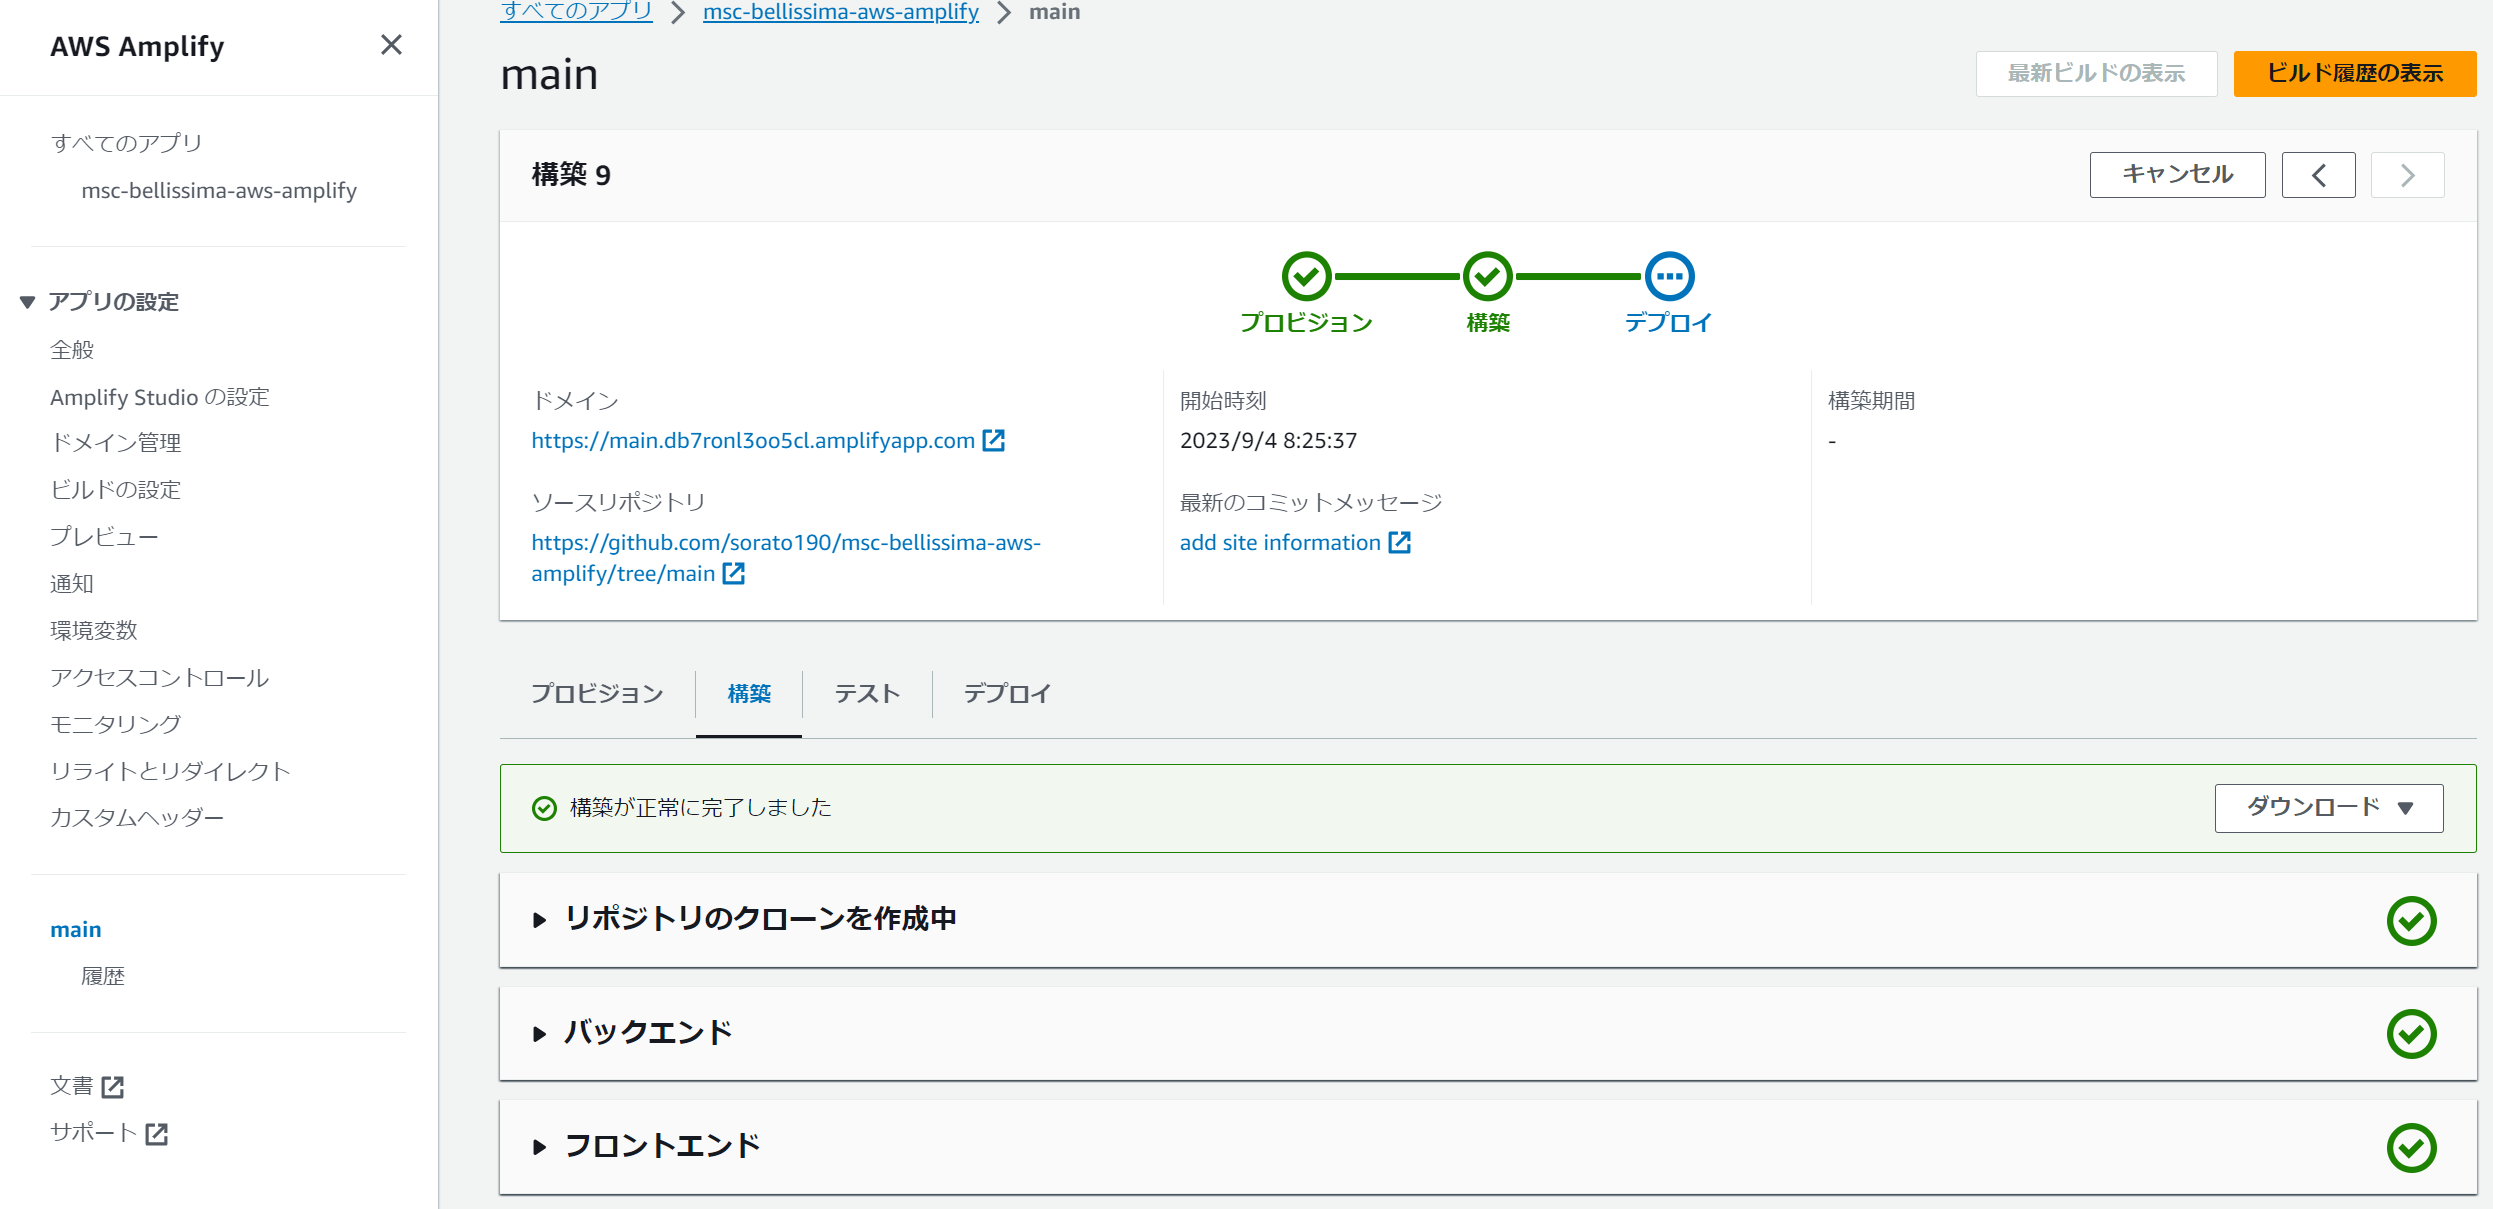 AWS Amplify
すべてのアプリ
msc-bellissima-aws-amplify
アプリの設定
全般
Amplify Studio の設定
ドメイン管理
ビルドの設定
プレビュー
通知
環境変数
アクセスコントロール
モニタリング
リライトとリダイレクト
カスタムヘッダー
main
履歴
文書
サポート
すべてのアプリ > msc-bellissima-aws-amplify > main
main
最新ビルドの表示
ビルド履歴の表示
構築 9
キャンセル
プロビジョン
構築
デプロイ
ドメイン
https://main.db7ronl3oo5cl.amplifyapp.com
ソースリポジトリ
https://github.com/sorato190/msc-bellissima-aws-
amplify/tree/main
開始時刻
2023/9/4 8:25:37
最新のコミットメッセージ
add site information
構築期間
-
プロビジョン
構築
テスト
デプロイ
構築が正常に完了しました
ダウンロード
リポジトリのクローンを作成中
バックエンド
フロントエンド